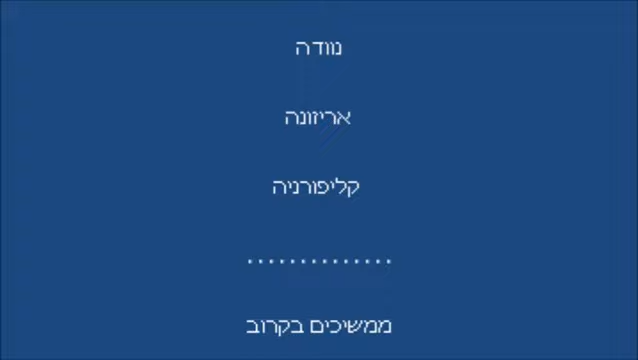 נוודה
אריזונה
קליפורניה
..............
ממשיכים בקרוב